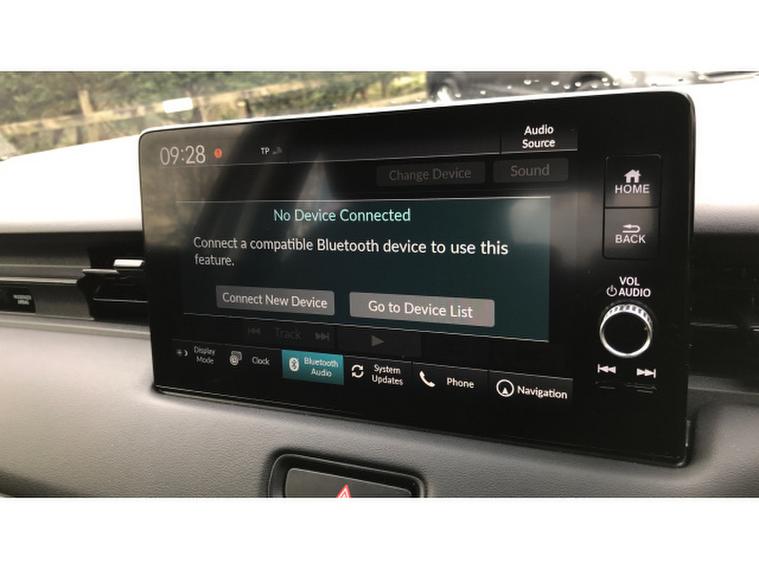 09:28
TP
Audio
Source
Change Device
Sound
HOME
BACK
No Device Connected
Connect a compatible Bluetooth device to use this
feature.
Connect New Device
Go to Device List
VOL
AUDIO
Track
Display
Mode
Clock
Bluetooth
Audio
System
Updates
Phone
Navigation
PASSENGER
AIRBAG